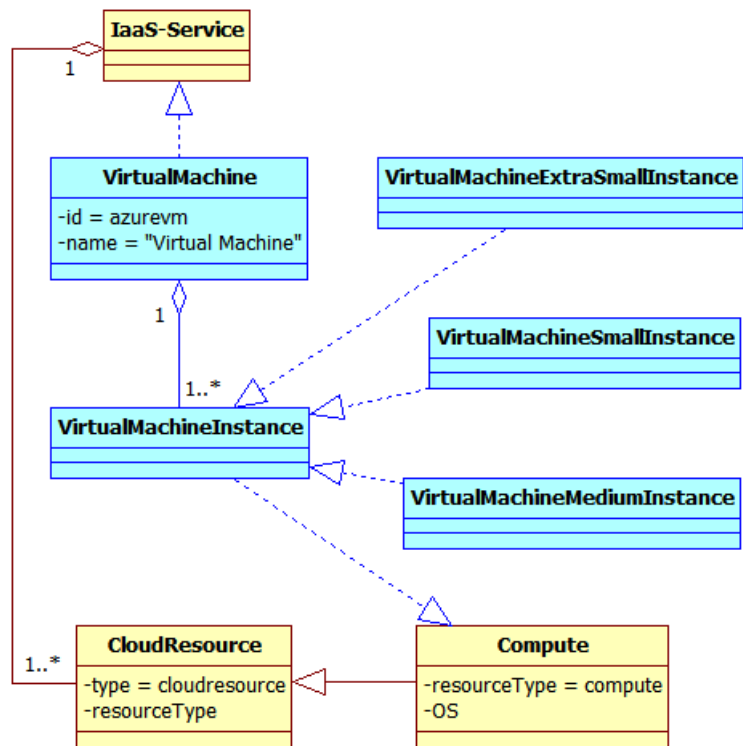 IaaS-Service
1
VirtualMachine
-id = azurevm
-name = "Virtual Machine"
VirtualMachineExtraSmallInstance
1
VirtualMachineSmallInstance
1..*
VirtualMachineInstance
VirtualMachineMediumInstance
1..*
CloudResource
-type = cloudresource
-resourceType
Compute
-resourceType = compute
-OS